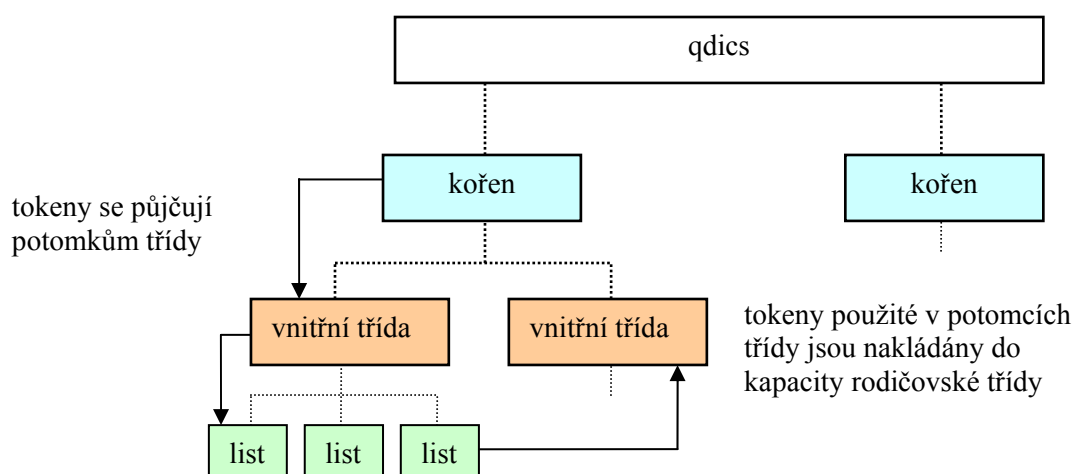 qdics
kořen
kořen
tokeny se půjčují
potomkům třídy
vnitřní třída
vnitřní třída
tokeny použité v potomcích
třídy jsou nakládány do
kapacity rodičovské třídy
list
list
list